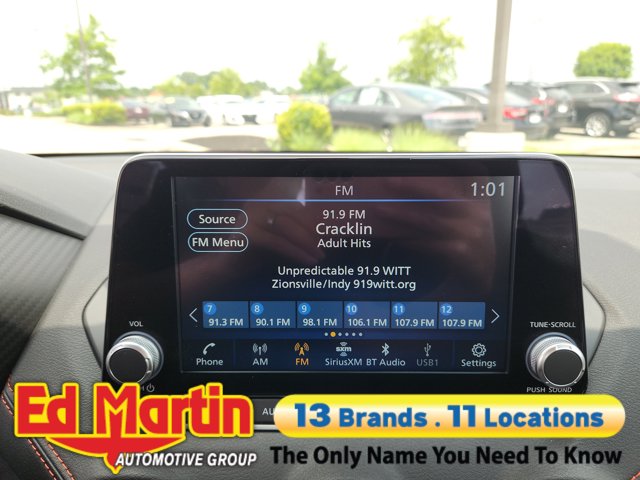 FM
1:01
Source
FM Menu
91.9 FM
Cracklin
Adult Hits
Unpredictable 91.9 WITT
Zionsville/Indy 919witt.org
7 8 9 10 11 12
91.3 FM 90.1 FM 98.1 FM 106.1 FM 107.9 FM 107.9 FM
VOL
TUNE-SCROLL
sxm
Phone AM FM SiriusXM BT Audio USB1 Settings
PUSH SOUND
Ed Martin
AUTOMOTIVE GROUP
13 Brands . 11 Locations
The Only Name You Need To Know